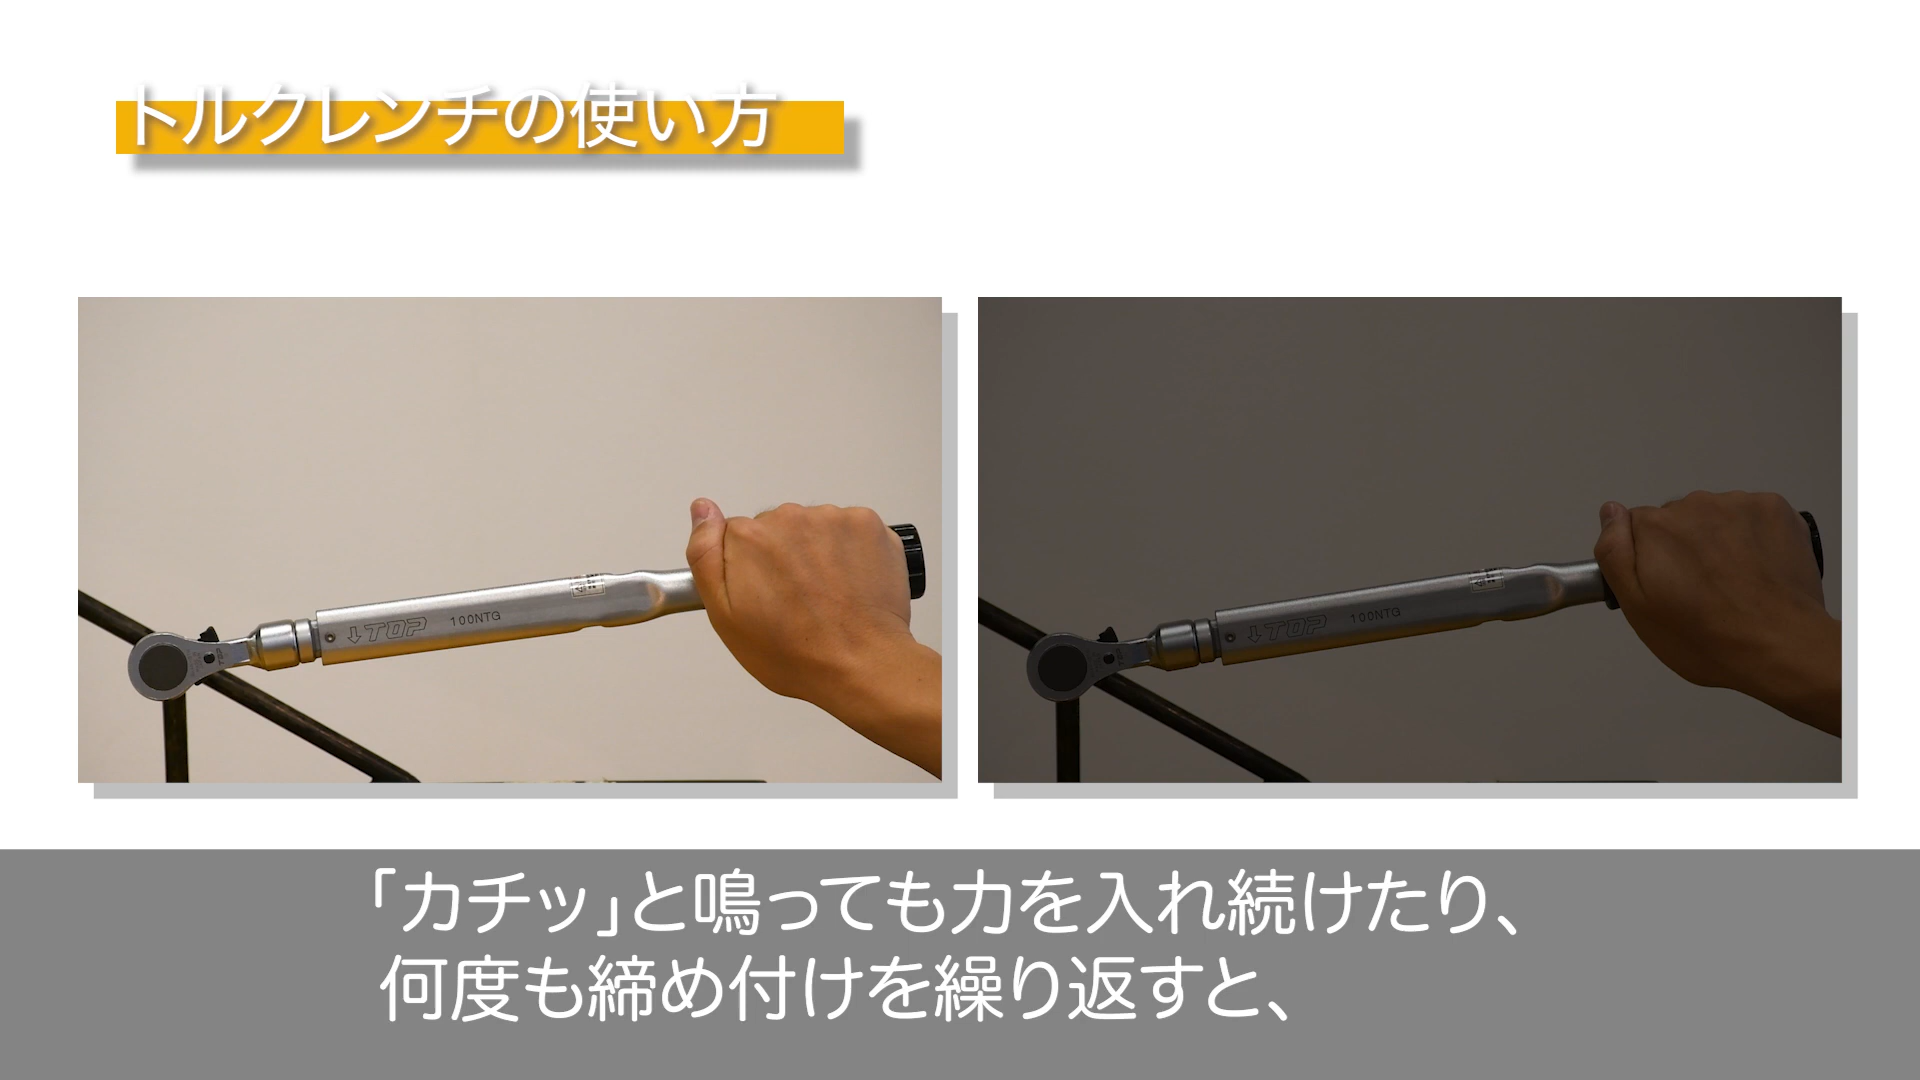 トルクレンチの使い方
↓TOP 100NTG
↓TOP 100NTG
「カチッ」と鳴っても力を入れ続けたり、
何度も締め付けを繰り返すと、